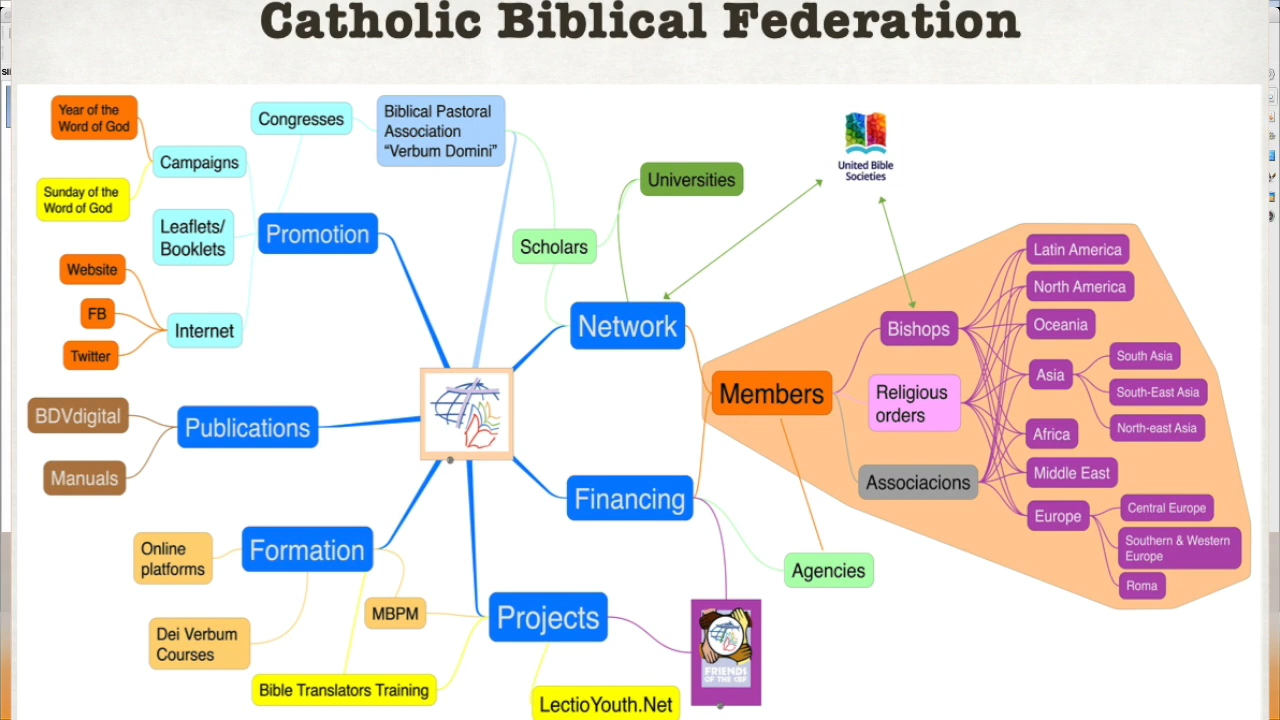 Catholic Biblical Federation
Year of the
Word of God
Congresses
Biblical Pastoral
Association
“Verbum Domini”
Campaigns
Sunday of the
Word of God
Leaflets/
Booklets
Promotion
Website
FB
Twitter
Internet
BDVdigital
Manuals
Publications
Online
platforms
Formation
Dei Verbum
Courses
MBPM
Bible Translators Training
Projects
LectioYouth.Net
FRIENDS
OF THE CBF
Financing
Agencies
Network
Scholars
Universities
United Bible
Societies
Members
Bishops
Religious
orders
Associacions
Latin America
North America
Oceania
Asia
South Asia
South-East Asia
North-east Asia
Africa
Middle East
Europe
Central Europe
Southern & Western
Europe
Roma